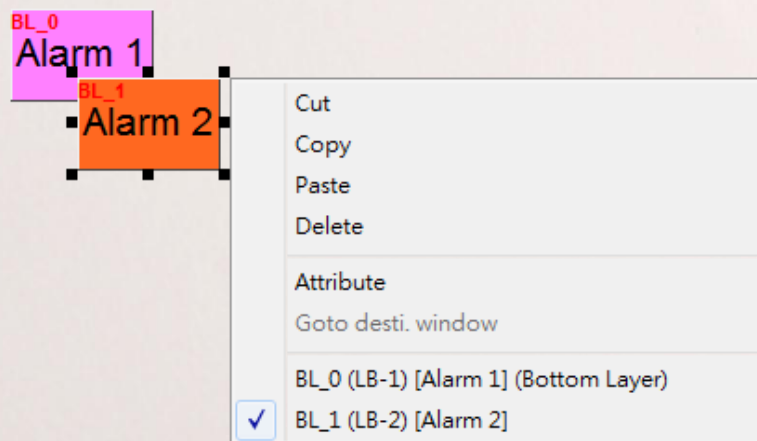 BL_0
Alarm 1
BL_1
Alarm 2
Cut
Copy
Paste
Delete
Attribute
Goto desti. window
BL_0 (LB-1) [Alarm 1] (Bottom Layer)
BL_1 (LB-2) [Alarm 2]